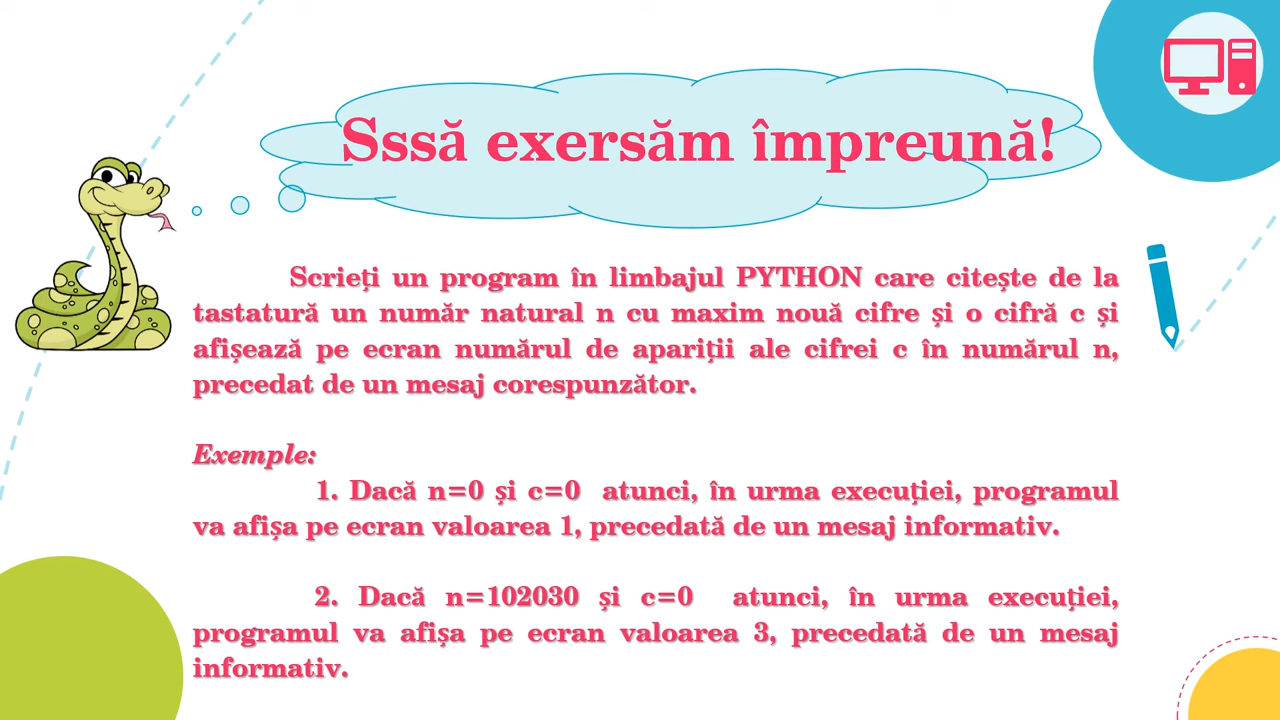 Sssă exersăm împreună!
Scrieți un program în limbajul PYTHON care citește de la
tastatură un număr natural n cu maxim nouă cifre și o cifră c și
afișează pe ecran numărul de apariții ale cifrei c în numărul n,
precedat de un mesaj corespunzător.
Exemple:
1. Dacă n=0 și c=0 atunci, în urma execuției, programul
va afișa pe ecran valoarea 1, precedată de un mesaj informativ.
2. Dacă n=102030 și c=0 atunci, în urma execuției,
programul va afișa pe ecran valoarea 3, precedată de un mesaj
informativ.